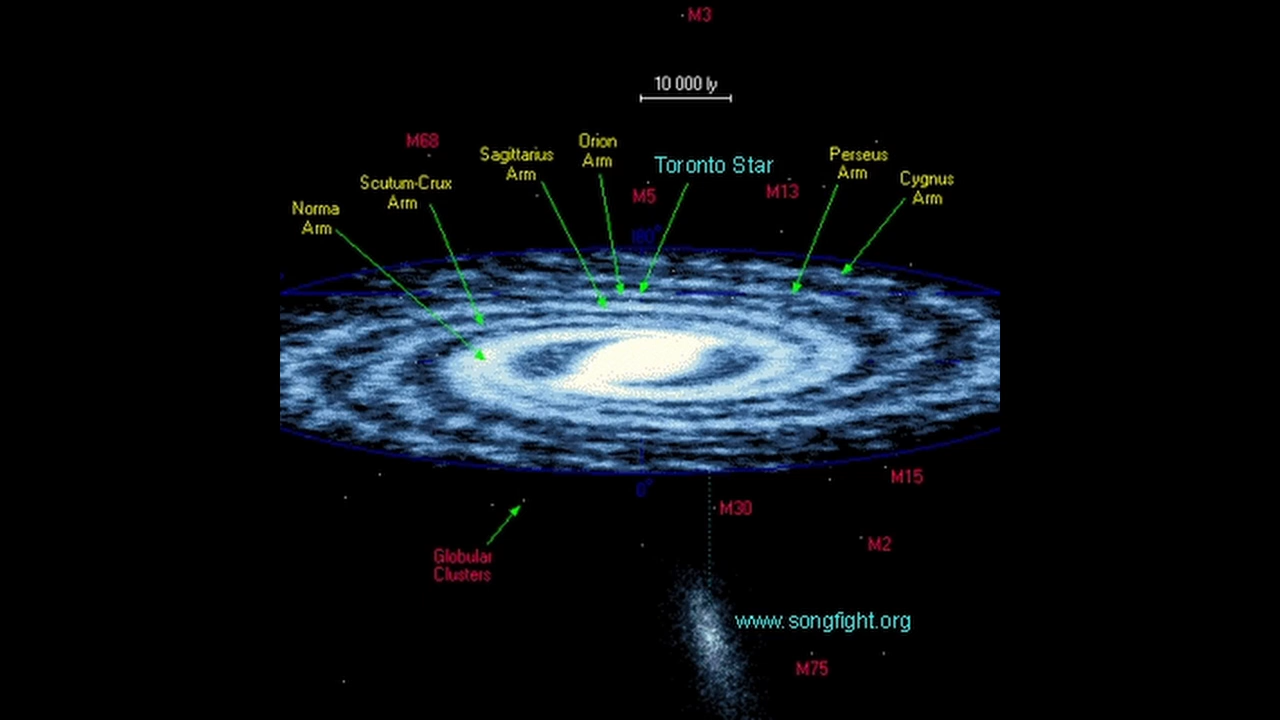 M3
10 000 ly
M68
Sagittarius
Arm
Orion
Arm
Toronto Star
Perseus
Arm
Cygnus
Arm
Scutum-Crux
Arm
M5
M13
Norma
Arm
180°
0°
M15
M30
M2
Globular
Clusters
www.songfight.org
M75